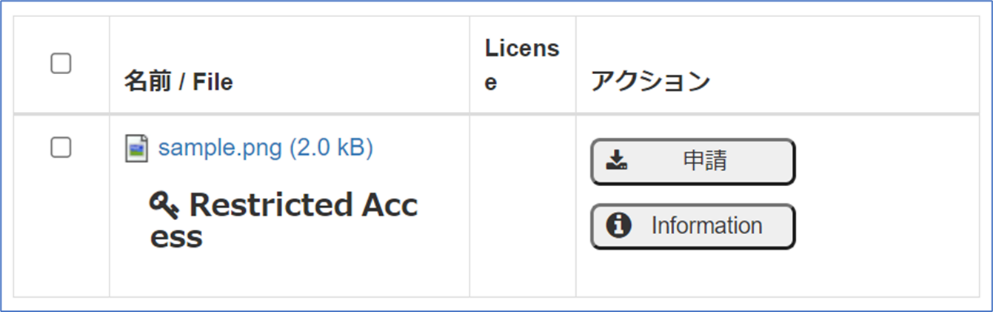 Licens
e
名前 / File
アクション
sample.png (2.0 kB)
Restricted Acc
ess
申請
Information